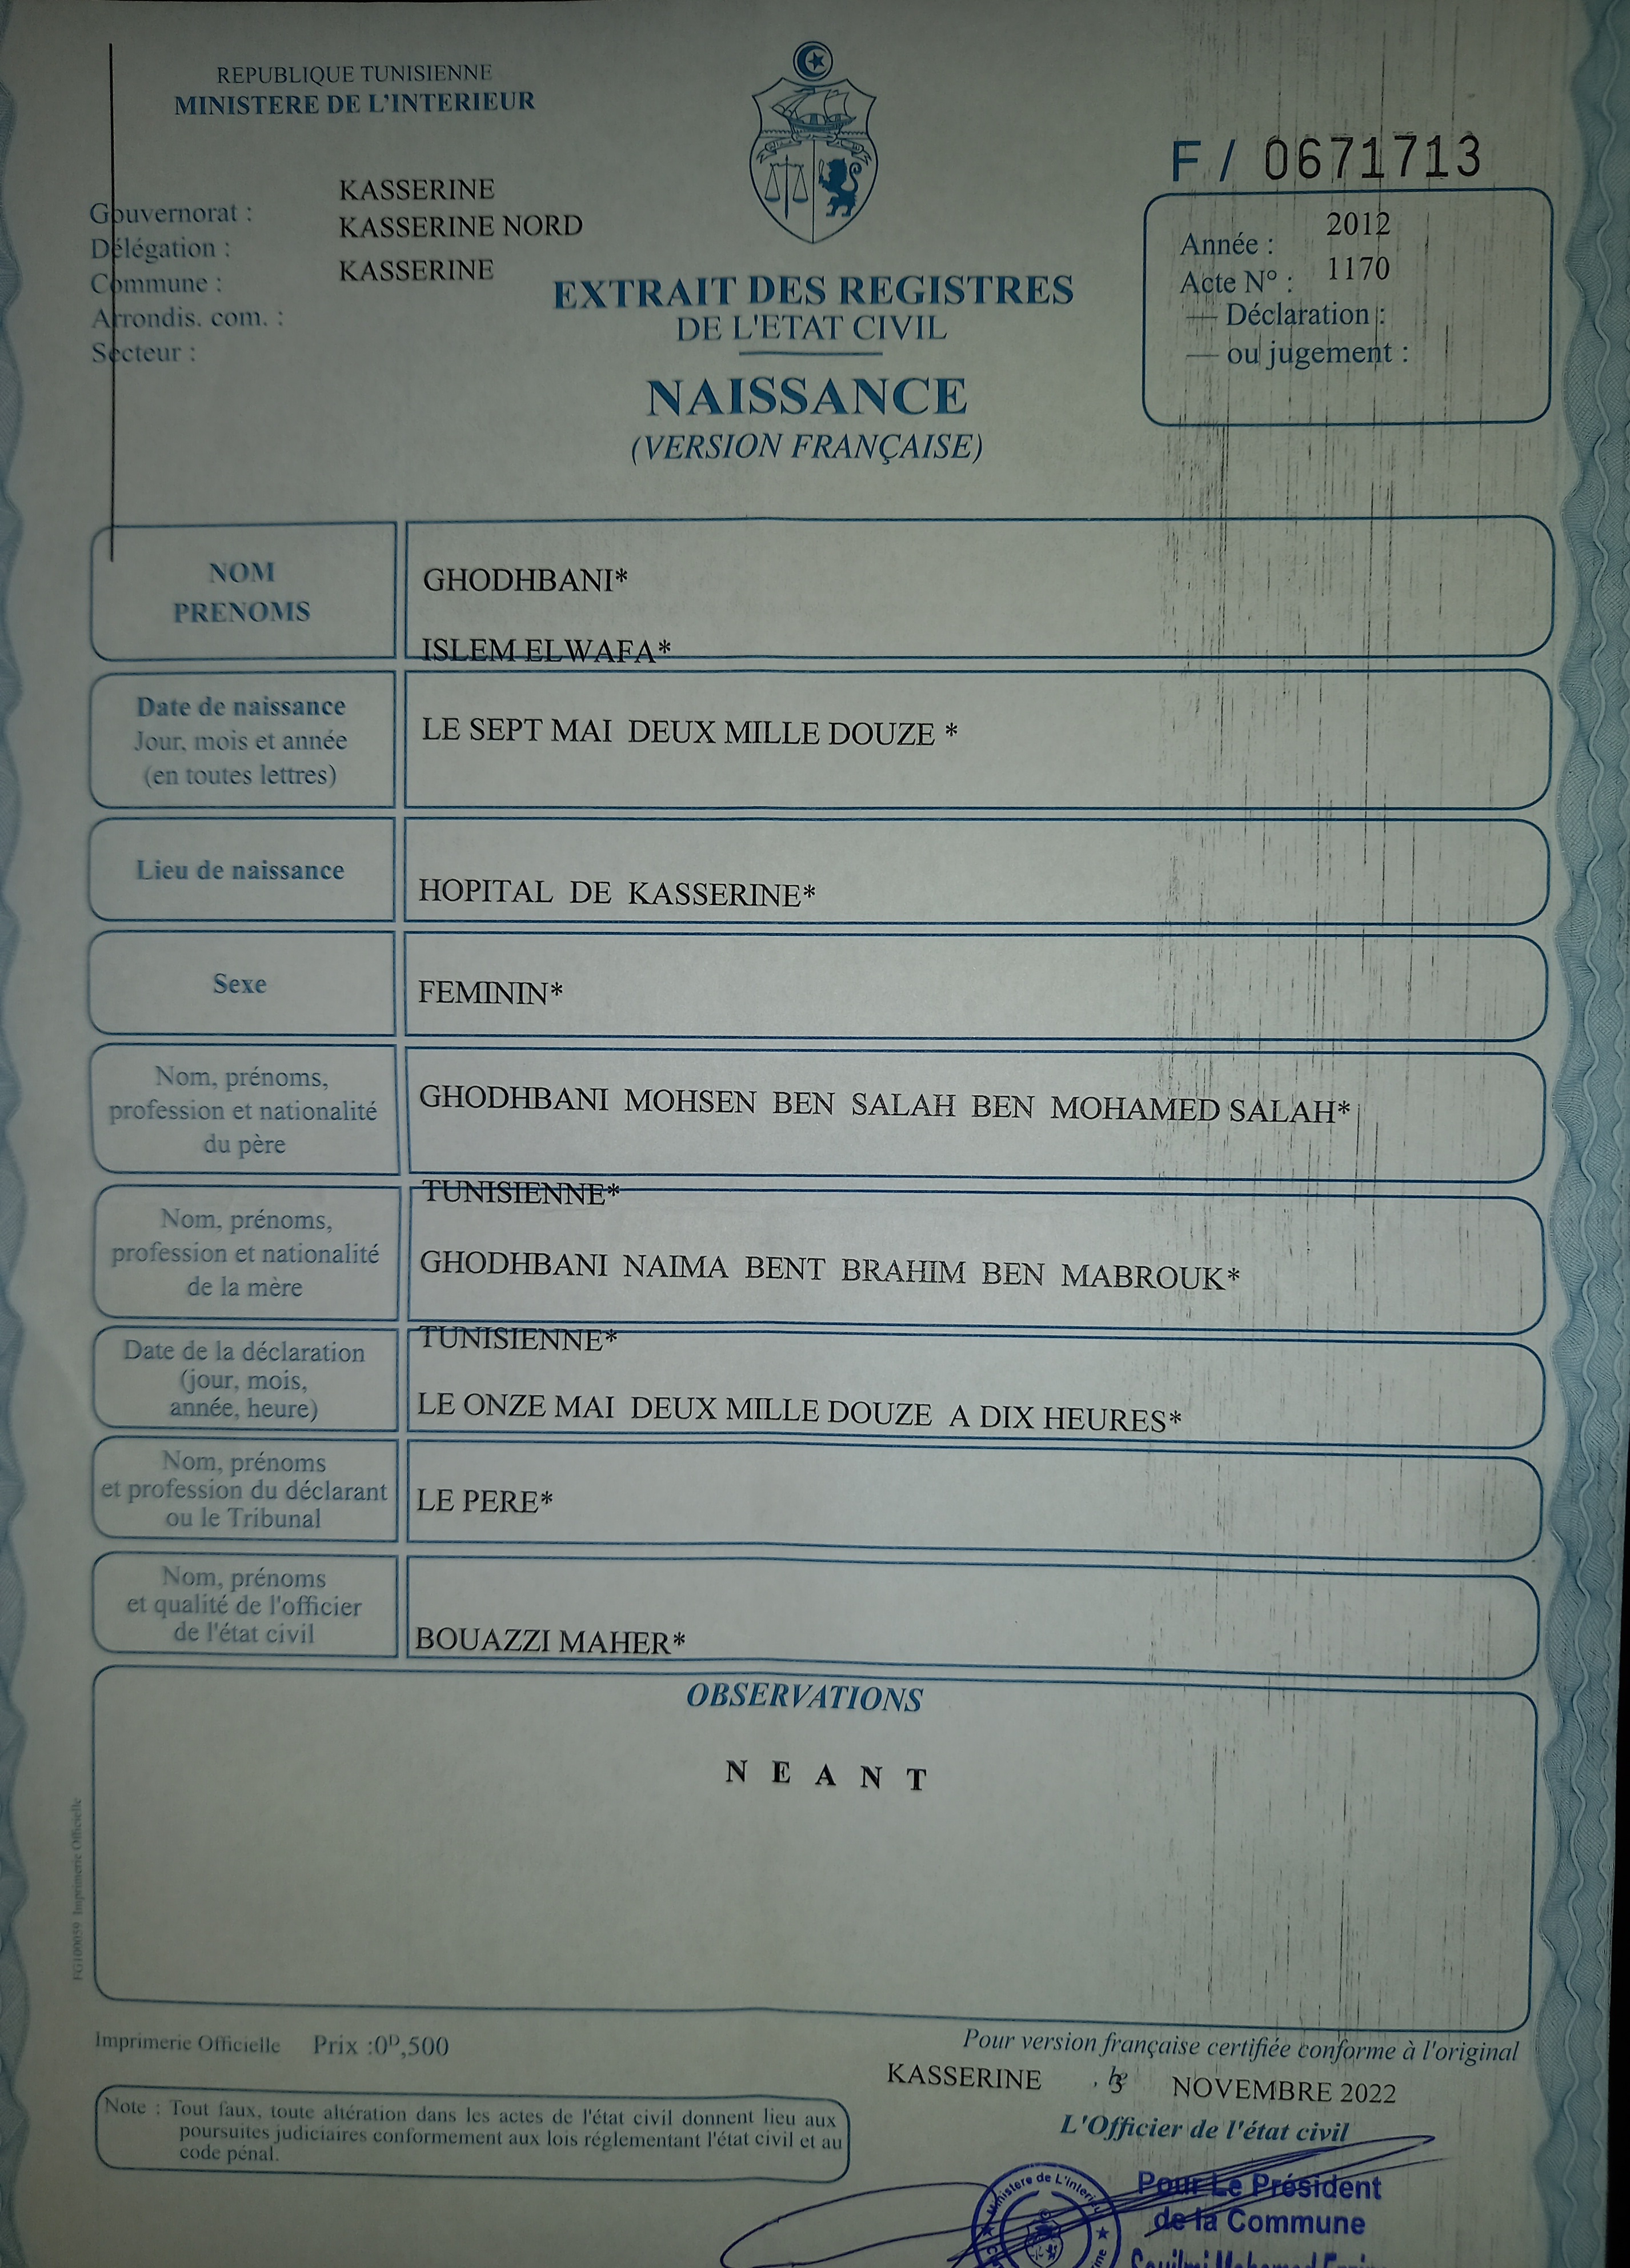 REPUBLIQUE TUNISIENNE
MINISTERE DE L'INTERIEUR
F / 0671713
Gouvernorat : KASSERINE
Délégation : KASSERINE NORD
Commune : KASSERINE
Arrondis. com. :
Secteur :
EXTRAIT DES REGISTRES
DE L'ETAT CIVIL
NAISSANCE
(VERSION FRANÇAISE)
Année : 2012
Acte N° : 1170
— Déclaration :
— ou jugement :
NOM
PRENOMS
GHODHBANI*
ISLEM ELWAFA*
Date de naissance
Jour, mois et année
(en toutes lettres)
LE SEPT MAI DEUX MILLE DOUZE *
Lieu de naissance
HOPITAL DE KASSERINE*
Sexe
FEMININ*
Nom, prénoms,
profession et nationalité
du père
GHODHBANI MOHSEN BEN SALAH BEN MOHAMED SALAH*
TUNISIENNE*
Nom, prénoms,
profession et nationalité
de la mère
GHODHBANI NAIMA BENT BRAHIM BEN MABROUK*
TUNISIENNE*
Date de la déclaration
(jour, mois,
année, heure)
LE ONZE MAI DEUX MILLE DOUZE A DIX HEURES*
Nom, prénoms
et profession du déclarant
ou le Tribunal
LE PERE*
Nom, prénoms
et qualité de l'officier
de l'état civil
BOUAZZI MAHER*
OBSERVATIONS
N E A N T
FG100059 Imprimerie Officielle
Imprimerie Officielle Prix :0ᴰ,500
Pour version française certifiée conforme à l'original
KASSERINE , le NOVEMBRE 2022
L'Officier de l'état civil
Note : Tout faux, toute altération dans les actes de l'état civil donnent lieu aux
poursuites judiciaires conformement aux lois réglementant l'état civil et au
code pénal.
Ministere de L'Interieur
Pour Le Président
de la Commune